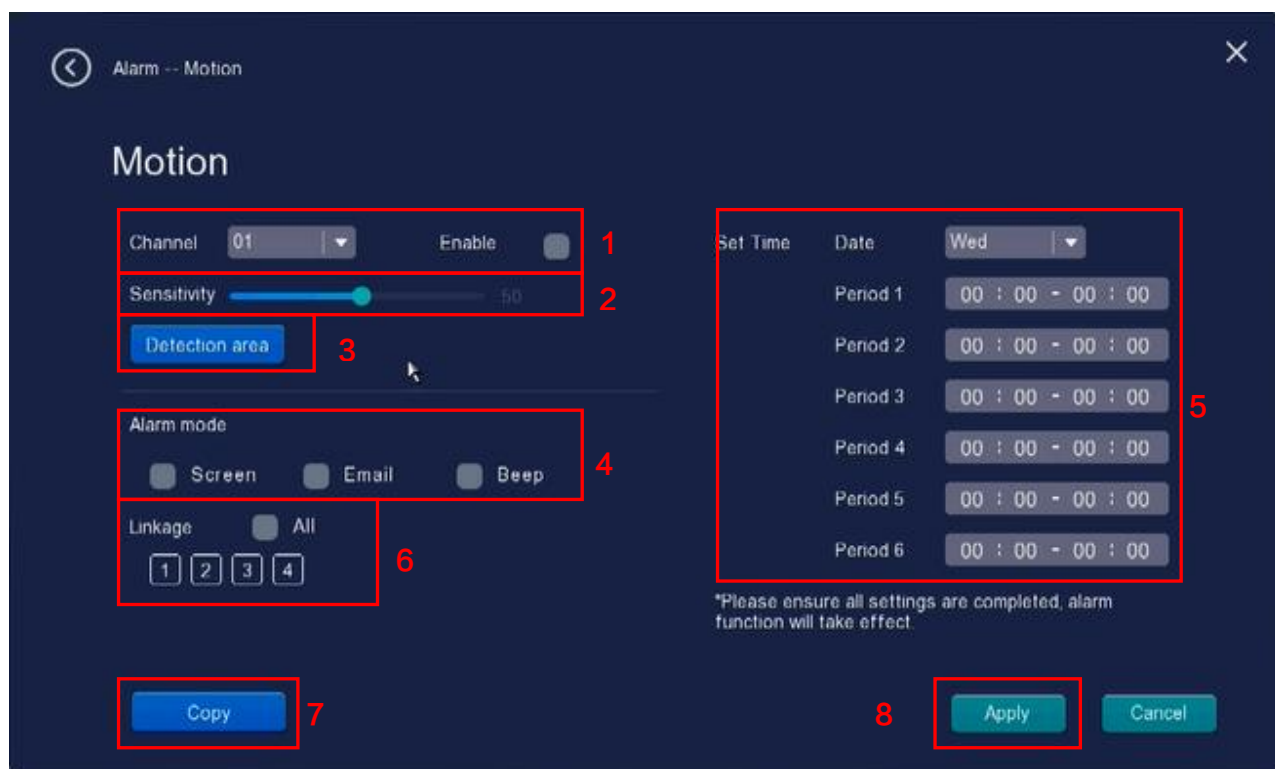 Alarm -- Motion
Motion
Channel 01 Enable 1
Sensitivity 50 2
Detection area 3
Alarm mode
Screen Email Beep 4
Linkage All
1 2 3 4 6
Set Time Date Wed
Period 1 00 : 00 - 00 : 00
Period 2 00 : 00 - 00 : 00
Period 3 00 : 00 - 00 : 00
5
Period 4 00 : 00 - 00 : 00
Period 5 00 : 00 - 00 : 00
Period 6 00 : 00 - 00 : 00
*Please ensure all settings are completed, alarm
function will take effect.
Copy 7
8 Apply Cancel